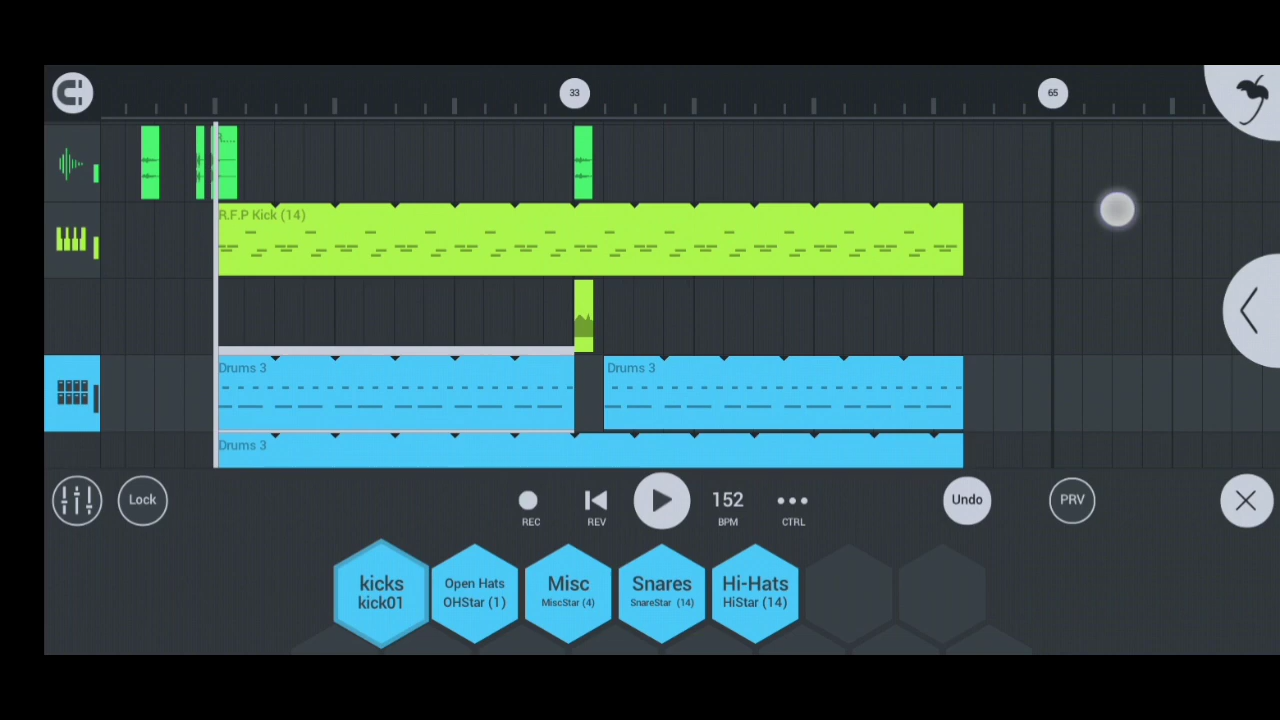 33
65
R...
R.F.P Kick (14)
Drums 3
Drums 3
Drums 3
Lock
REC
REV
152
BPM
CTRL
Undo
PRV
kicks
kick01
Open Hats
OHStar (1)
Misc
MiscStar (4)
Snares
SnareStar (14)
Hi-Hats
HiStar (14)